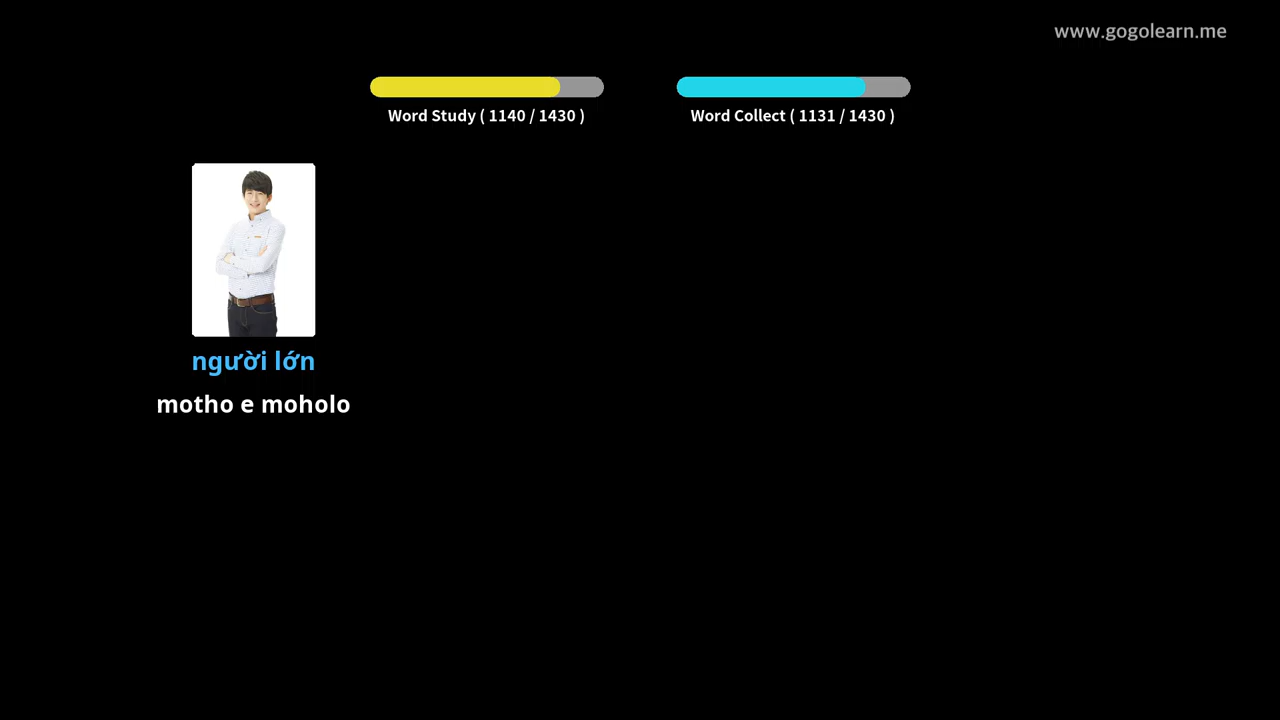 www.gogolearn.me
Word Study ( 1140 / 1430 )
Word Collect ( 1131 / 1430 )
người lớn
motho e moholo